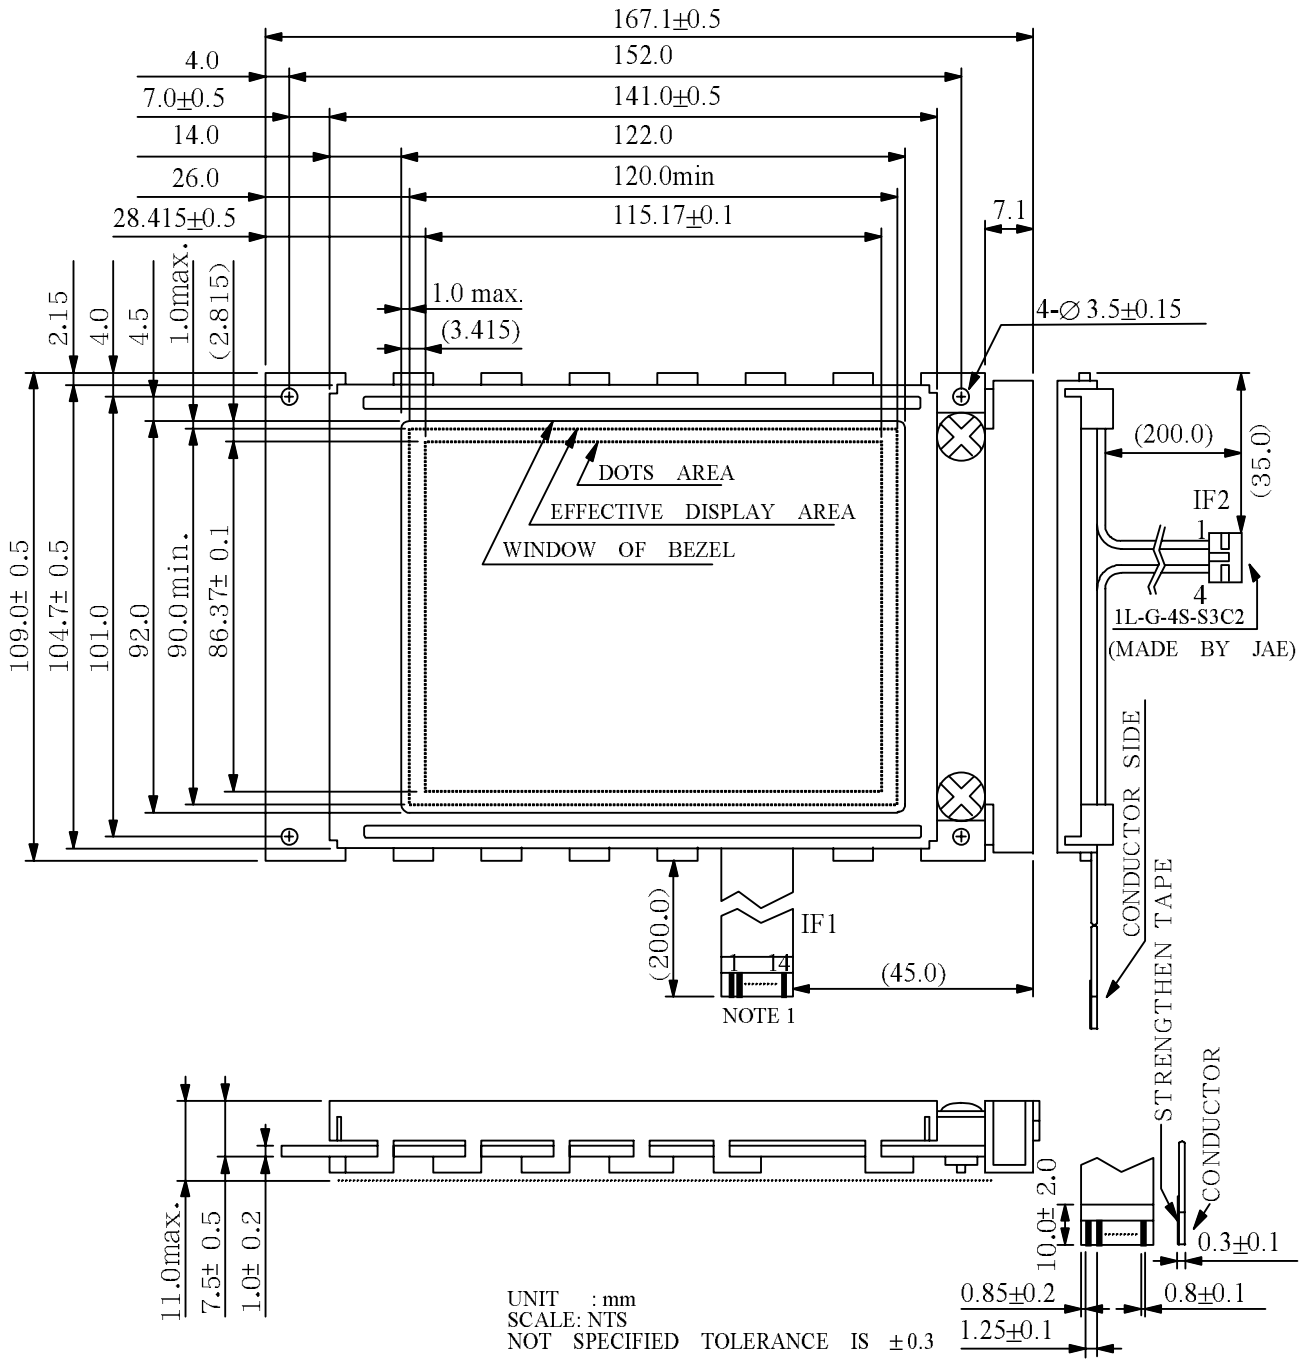 167.1±0.5
4.0
152.0
7.0±0.5
141.0±0.5
14.0
122.0
26.0
120.0min
28.415±0.5
115.17±0.1
7.1
2.15
4.0
4.5
1.0max.
(2.815)
1.0 max.
(3.415)
4-∅ 3.5±0.15
DOTS AREA
EFFECTIVE DISPLAY AREA
WINDOW OF BEZEL
109.0± 0.5
104.7± 0.5
101.0
92.0
90.0min.
86.37± 0.1
(200.0)
(35.0)
IF2
1
4
1L-G-4S-S3C2
(MADE BY JAE)
CONDUCTOR SIDE
STRENGTHEN TAPE
(200.0)
IF1
1 14
(45.0)
NOTE 1
CONDUCTOR
11.0max.
7.5± 0.5
1.0± 0.2
10.0± 2.0
0.3±0.1
0.85±0.2
0.8±0.1
1.25±0.1
UNIT : mm
SCALE: NTS
NOT SPECIFIED TOLERANCE IS ±0.3